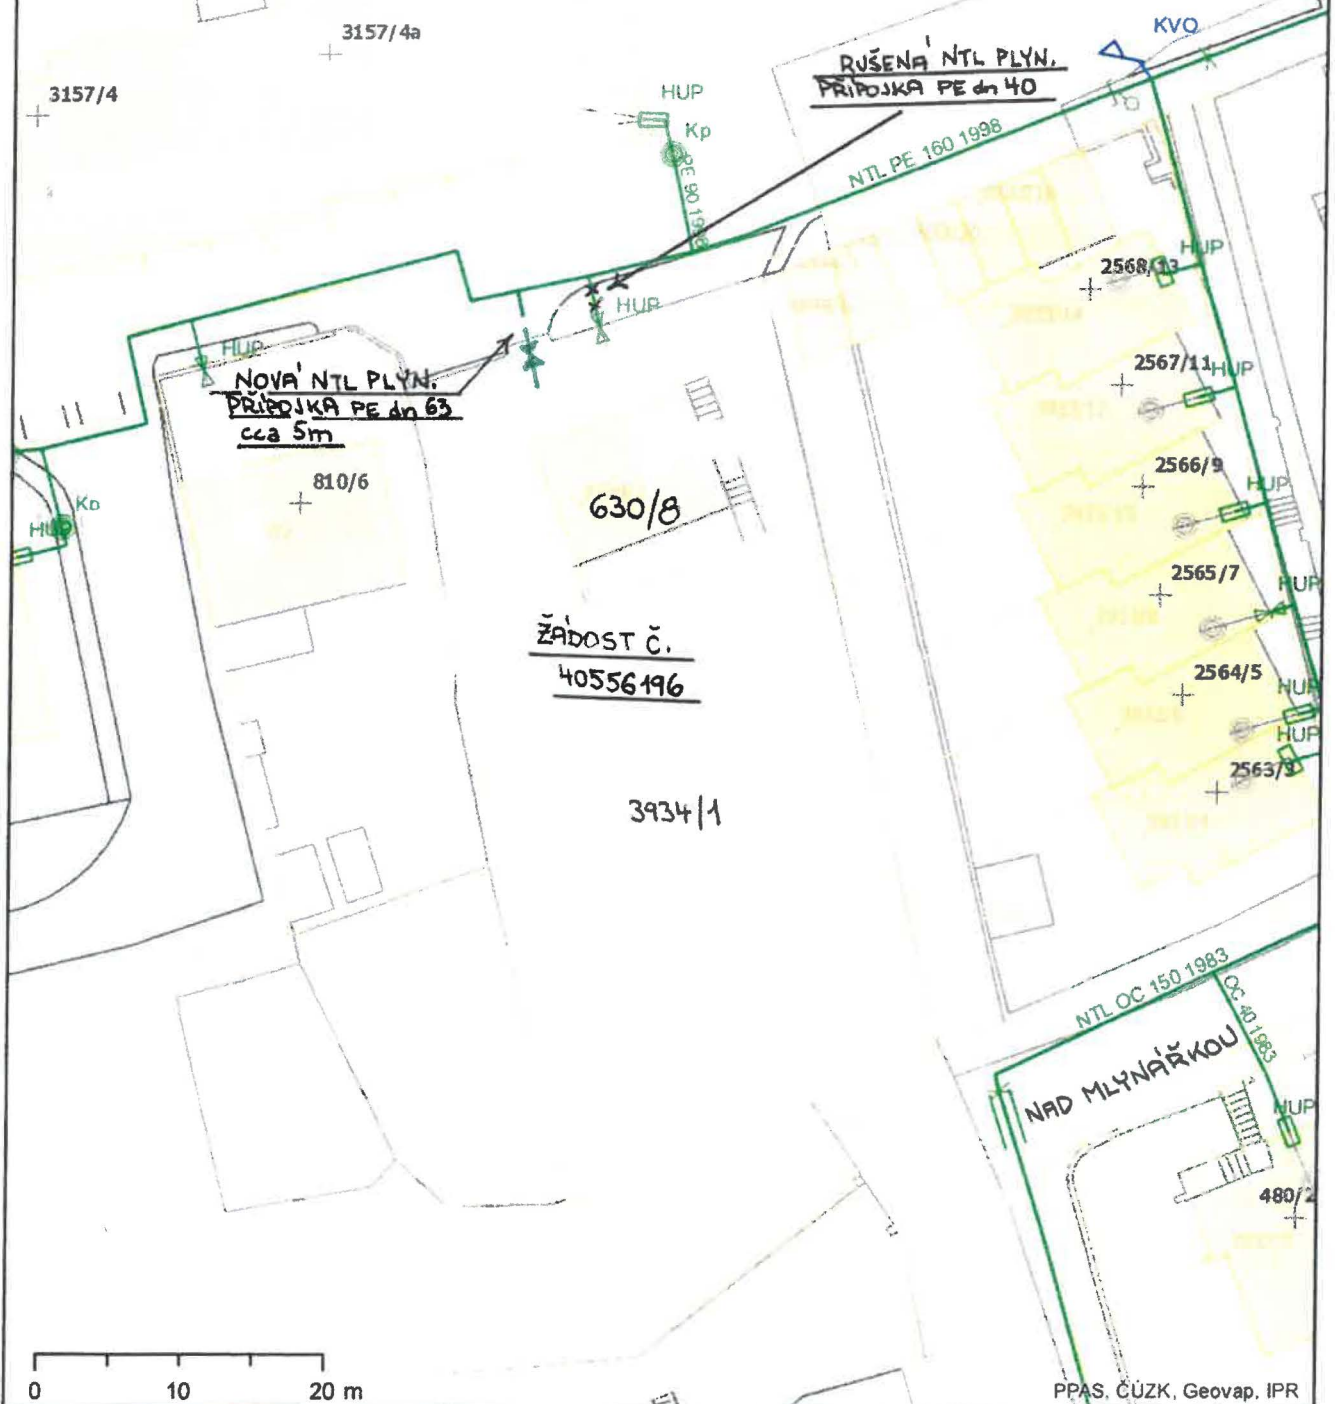 3157/4a
KVO
RUŠENÁ NTL PLYN.
PŘÍPOJKA PE dn 40
3157/4
HUP
Kp
PE 90 1998
NTL PE 160 1998
HUP
2568/13
HUP
HUP
NOVÁ NTL PLYN.
PŘÍPOJKA PE dn 63
cca 5m
2567/11
HUP
810/6
630/8
2566/9
HUP
Kp
HUP
2565/7
HUP
ŽÁDOST Č.
40556196
2564/5
HUP
HUP
2563/3
3934/1
NTL OC 150 1983
OC 40 1983
NAD MLYNÁŘKOU
HUP
480/2
0 10 20 m
PPAS, ČÚZK, Geovap, IPR